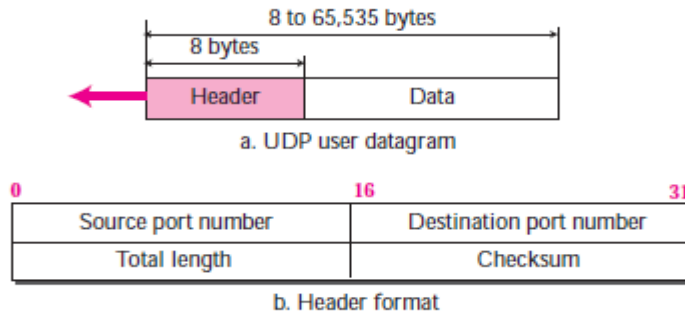 8 to 65,535 bytes
8 bytes
Header Data
a. UDP user datagram
0 16 31
Source port number Destination port number
Total length Checksum
b. Header format